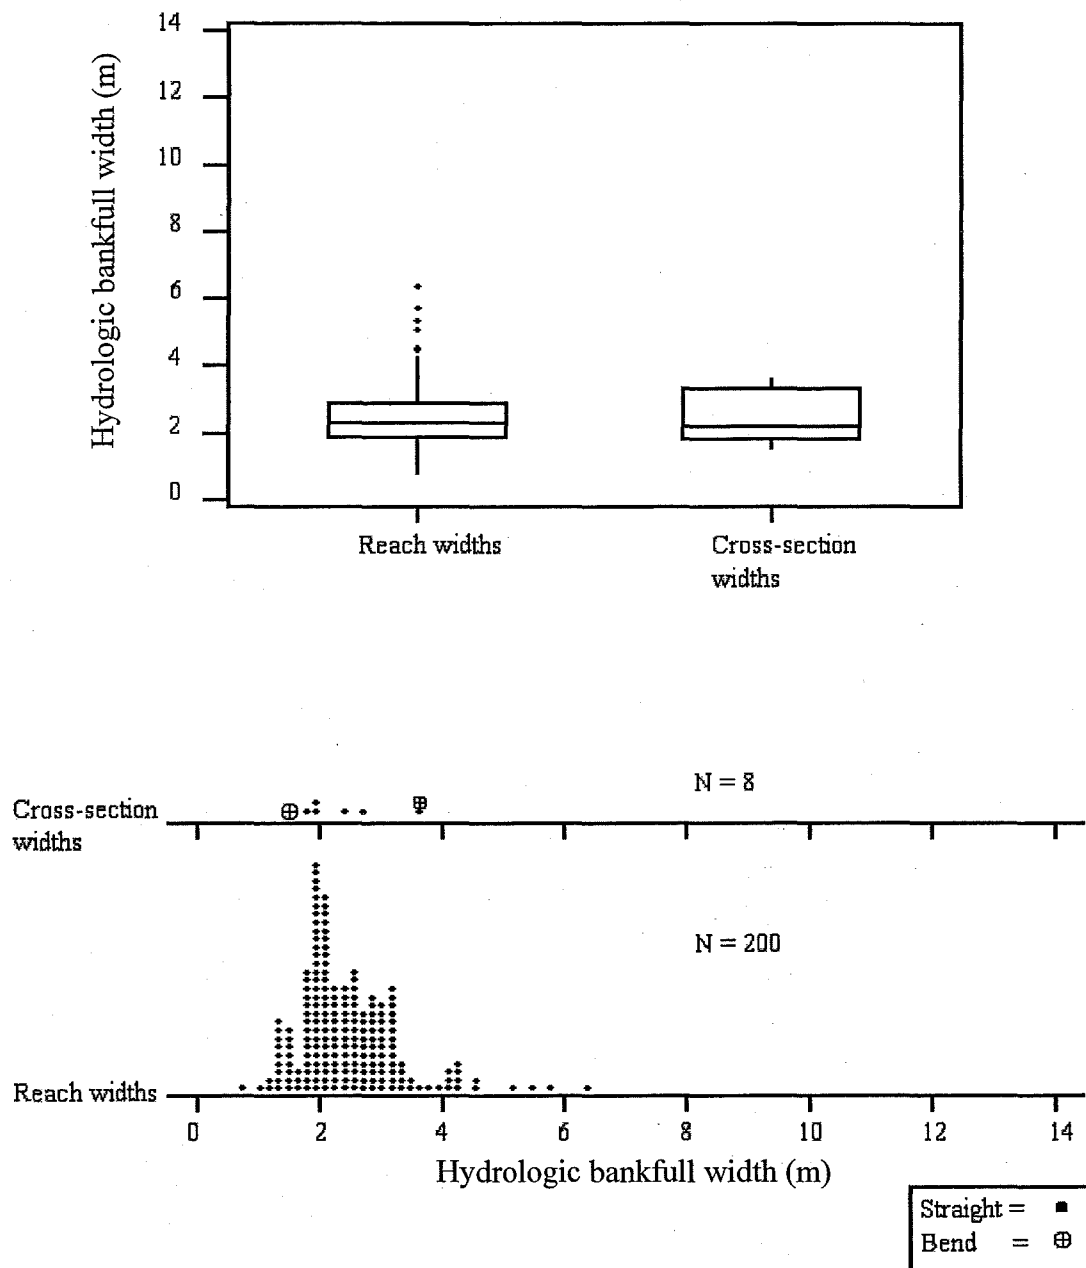 Hydrologic bankfull width (m)
14
12
10
8
6
4
2
0
Reach widths
Cross-section
widths
N = 8
Cross-section
widths
N = 200
Reach widths
0 2 4 6 8 10 12 14
Hydrologic bankfull width (m)
Straight =
Bend =